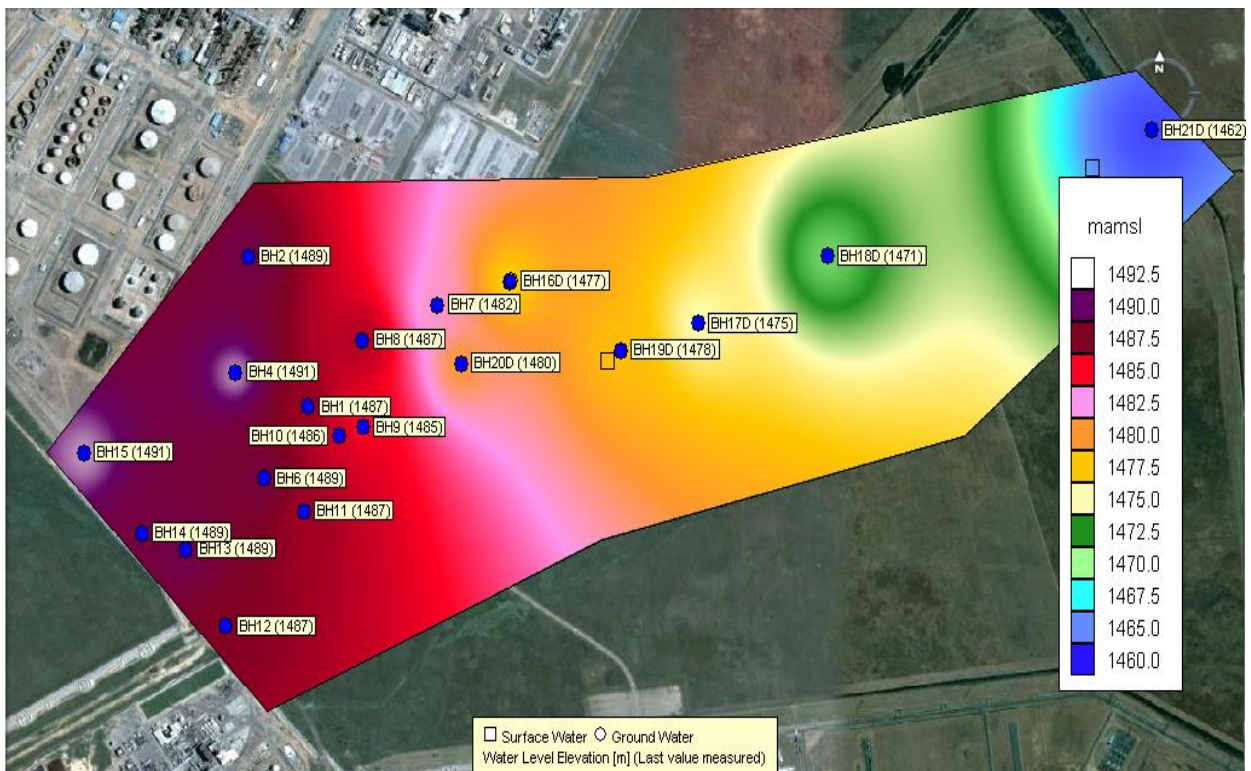 N
BH21D (1462)
mamsl
BH2 (1489)
BH18D (1471)
BH16D (1477)
1492.5
BH7 (1482)
1490.0
BH17D (1475)
BH8 (1487)
1487.5
BH19D (1478)
BH20D (1480)
1485.0
BH4 (1491)
BH1 (1487)
1482.5
BH9 (1485)
BH10 (1486)
1480.0
BH15 (1491)
BH6 (1489)
1477.5
BH11 (1487)
1475.0
BH14 (1489)
1472.5
BH13 (1489)
1470.0
1467.5
BH12 (1487)
1465.0
1460.0
Surface Water Ground Water
Water Level Elevation [m] (Last value measured)